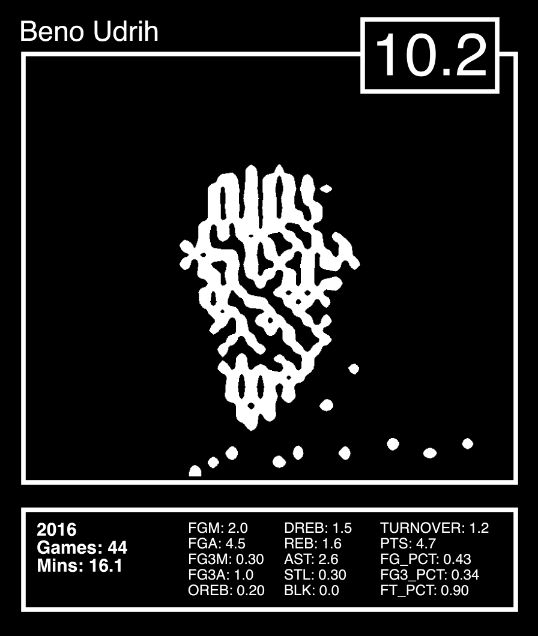 Beno Udrih
10.2
2016
Games: 44
Mins: 16.1
FGM: 2.0
FGA: 4.5
FG3M: 0.30
FG3A: 1.0
OREB: 0.20
DREB: 1.5
REB: 1.6
AST: 2.6
STL: 0.30
BLK: 0.0
TURNOVER: 1.2
PTS: 4.7
FG_PCT: 0.43
FG3_PCT: 0.34
FT_PCT: 0.90